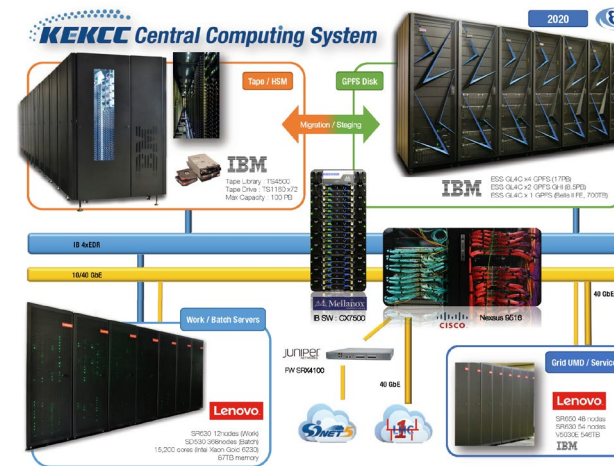 KEKCC Central Computing System
2020
Tape / HSM
GPFS Disk
Migration / Staging
IBM
Tape Library : TS4500
Tape Drive : TS1160 x72
Max Capacity : 100 PB
IBM
ESS GL4C x4 GPFS (17PB)
ESS GL4C x2 GPFS GHI (8.5PB)
ESS GL4C x 1 GPFS (Belle II FE, 700TB)
IB 4xEDR
10/40 GbE
40 GbE
Mellanox
IB SW : CX7500
CISCO
Nexus 9516
Work / Batch Servers
Lenovo
SR630 12nodes (Work)
SD530 368nodes (Batch)
15,200 cores (Intel Xeon Gold 6230)
67TB memory
JUNIPER
FW SRX4100
40 GbE
SINET5
LHC 1
Grid UMD / Service
Lenovo
SR650 46 nodes
SR630 54 nodes
V5030E 546TB
IBM